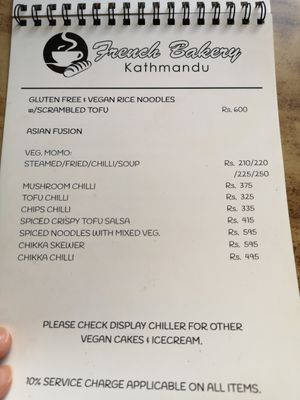 French Bakery
Kathmandu
GLUTEN FREE & VEGAN RICE NOODLES
w/SCRAMBLED TOFU Rs. 600
ASIAN FUSION
VEG. MOMO:
STEAMED/FRIED/CHILLI/SOUP Rs. 210/220
/225/250
MUSHROOM CHILLI Rs. 375
TOFU CHILLI Rs. 325
CHIPS CHILLI Rs. 335
SPICED CRISPY TOFU SALSA Rs. 415
SPICED NOODLES WITH MIXED VEG. Rs. 595
CHIKKA SKEWER Rs. 595
CHIKKA CHILLI Rs. 495
PLEASE CHECK DISPLAY CHILLER FOR OTHER
VEGAN CAKES & ICECREAM.
10% SERVICE CHARGE APPLICABLE ON ALL ITEMS.